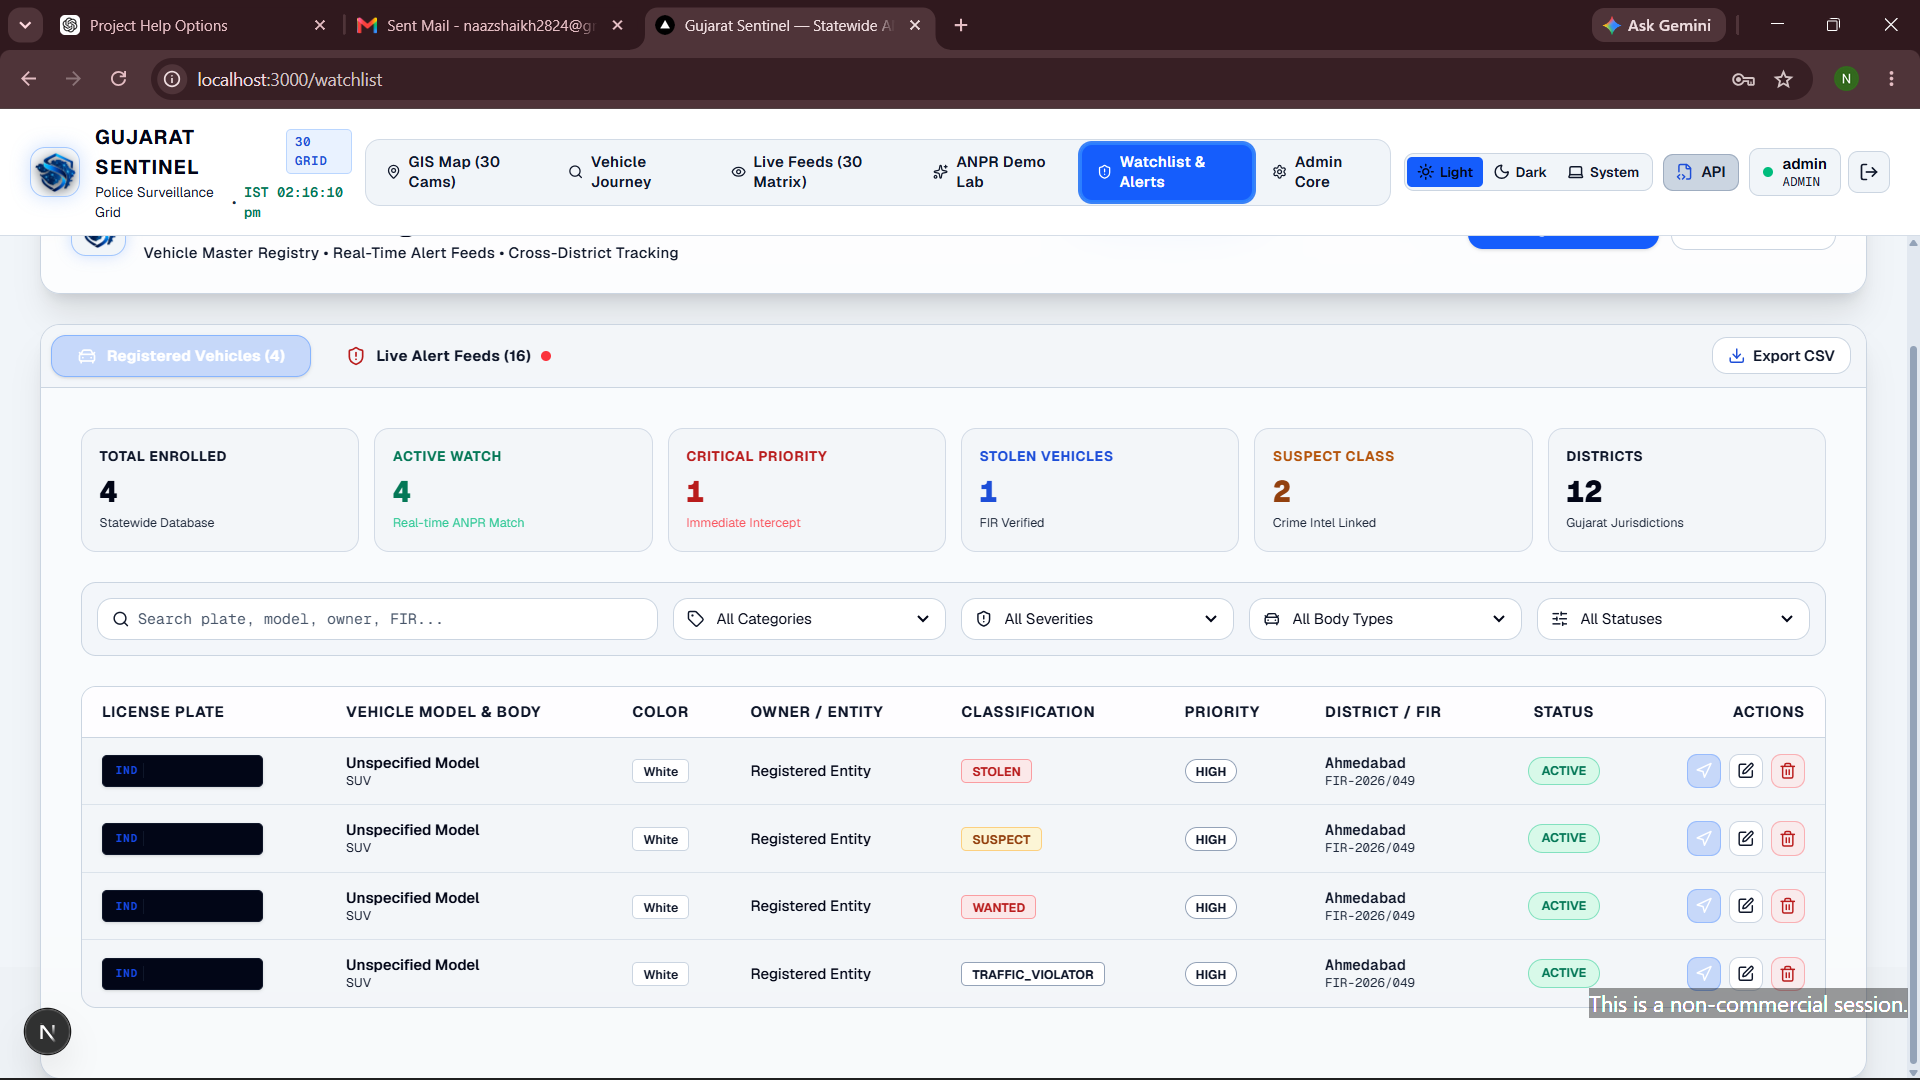 Project Help Options
Sent Mail - naazshaikh2824@g
Gujarat Sentinel — Statewide A
Ask Gemini
localhost:3000/watchlist
N
GUJARAT SENTINEL
30 GRID
Police Surveillance Grid
• IST 02:16:10 pm
GIS Map (30 Cams)
Vehicle Journey
Live Feeds (30 Matrix)
ANPR Demo Lab
Watchlist & Alerts
Admin Core
Light
Dark
System
API
admin
ADMIN
Vehicle Master Registry • Real-Time Alert Feeds • Cross-District Tracking
Registered Vehicles (4)
Live Alert Feeds (16)
Export CSV
TOTAL ENROLLED
4
Statewide Database
ACTIVE WATCH
4
Real-time ANPR Match
CRITICAL PRIORITY
1
Immediate Intercept
STOLEN VEHICLES
1
FIR Verified
SUSPECT CLASS
2
Crime Intel Linked
DISTRICTS
12
Gujarat Jurisdictions
Search plate, model, owner, FIR...
All Categories
All Severities
All Body Types
All Statuses
LICENSE PLATE VEHICLE MODEL & BODY COLOR OWNER / ENTITY CLASSIFICATION PRIORITY DISTRICT / FIR STATUS ACTIONS
IND Unspecified Model White Registered Entity STOLEN HIGH Ahmedabad ACTIVE
SUV FIR-2026/049
IND Unspecified Model White Registered Entity SUSPECT HIGH Ahmedabad ACTIVE
SUV FIR-2026/049
IND Unspecified Model White Registered Entity WANTED HIGH Ahmedabad ACTIVE
SUV FIR-2026/049
IND Unspecified Model White Registered Entity TRAFFIC_VIOLATOR HIGH Ahmedabad ACTIVE
SUV FIR-2026/049
This is a non-commercial session.
N